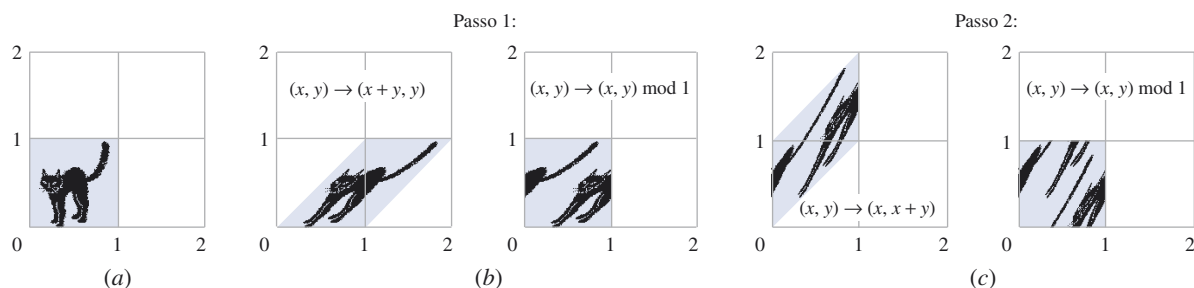 Passo 1:
Passo 2:
2
1
0 1 2
(a)
2
(x, y) → (x + y, y)
1
0 1 2
2
(x, y) → (x, y) mod 1
1
0 1 2
(b)
2
1
(x, y) → (x, x + y)
0 1 2
2
(x, y) → (x, y) mod 1
1
0 1 2
(c)